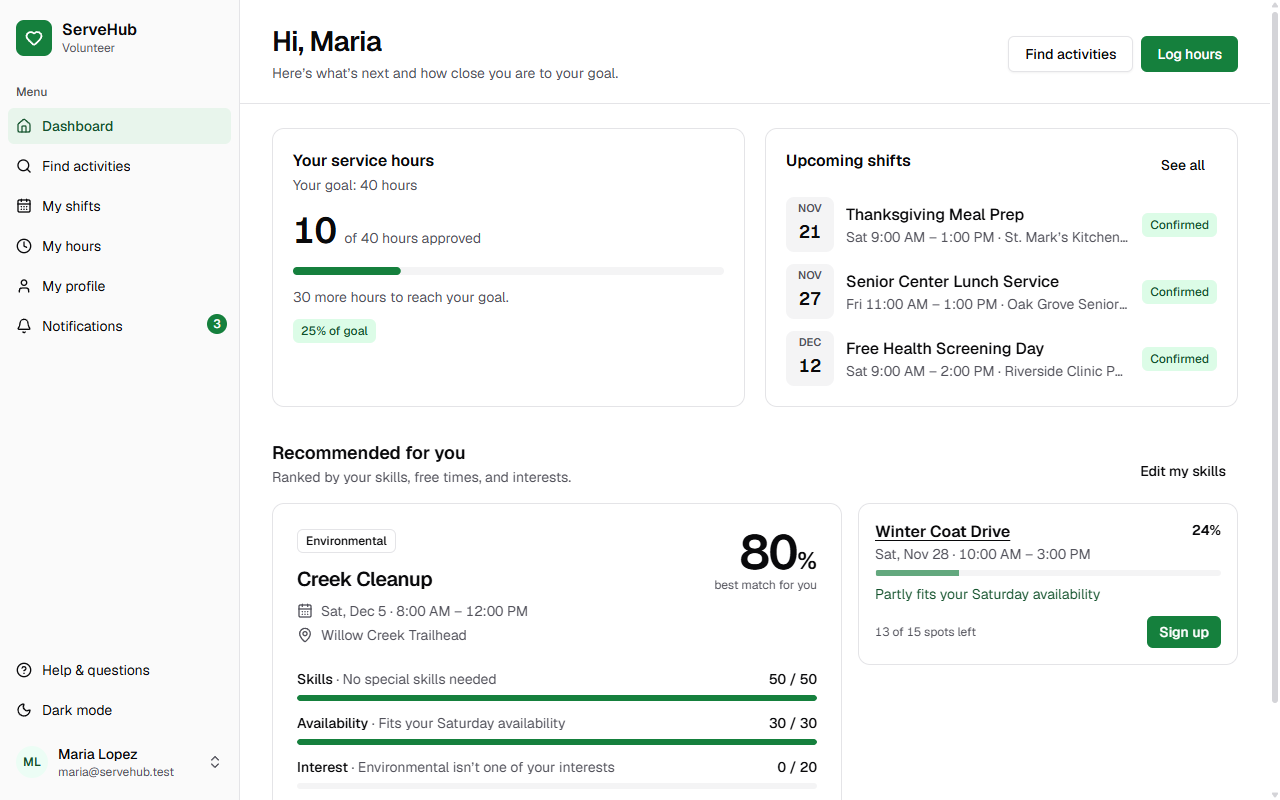 ServeHub
Volunteer
Menu
Dashboard
Find activities
My shifts
My hours
My profile
Notifications 3
Help & questions
Dark mode
ML
Maria Lopez
maria@servehub.test
Hi, Maria
Here's what's next and how close you are to your goal.
Find activities
Log hours
Your service hours
Your goal: 40 hours
10 of 40 hours approved
30 more hours to reach your goal.
25% of goal
Upcoming shifts
See all
NOV
21
Thanksgiving Meal Prep
Sat 9:00 AM – 1:00 PM · St. Mark's Kitchen...
Confirmed
NOV
27
Senior Center Lunch Service
Fri 11:00 AM – 1:00 PM · Oak Grove Senior...
Confirmed
DEC
12
Free Health Screening Day
Sat 9:00 AM – 2:00 PM · Riverside Clinic P...
Confirmed
Recommended for you
Ranked by your skills, free times, and interests.
Edit my skills
Environmental
80%
best match for you
Creek Cleanup
Sat, Dec 5 · 8:00 AM – 12:00 PM
Willow Creek Trailhead
Skills · No special skills needed 50 / 50
Availability · Fits your Saturday availability 30 / 30
Interest · Environmental isn't one of your interests 0 / 20
Winter Coat Drive 24%
Sat, Nov 28 · 10:00 AM – 3:00 PM
Partly fits your Saturday availability
13 of 15 spots left
Sign up